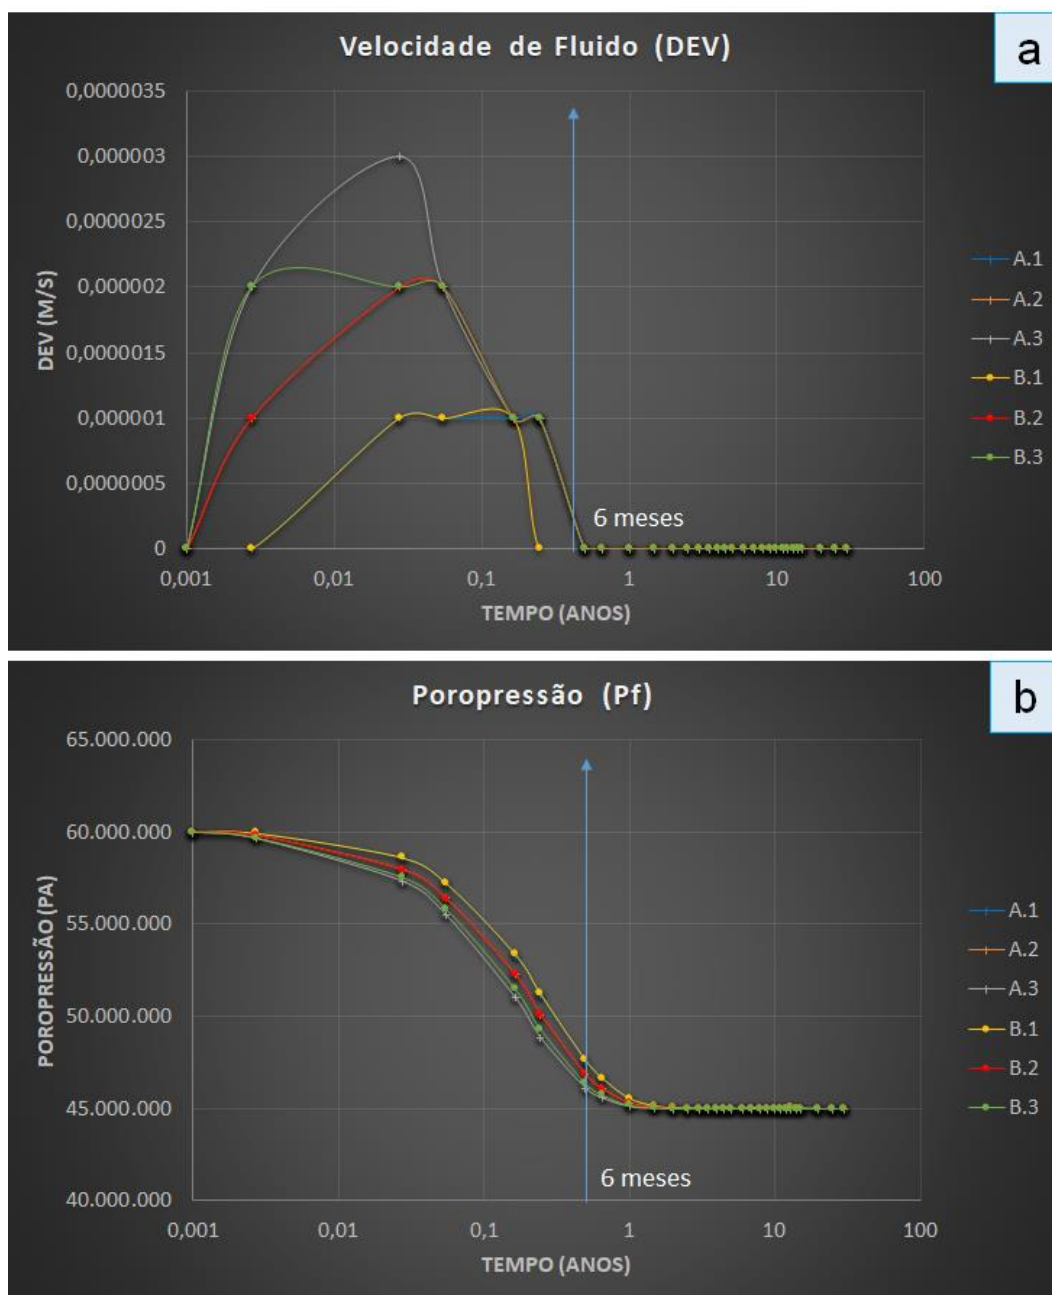 Velocidade de Fluido (DEV)
a
0,0000035
0,000003
0,0000025
0,000002
0,0000015
0,000001
0,0000005
0
DEV (M/S)
A.1
A.2
A.3
B.1
B.2
B.3
6 meses
0,001
0,01
0,1
1
10
100
TEMPO (ANOS)
Poropressão (Pf)
b
65.000.000
60.000.000
55.000.000
50.000.000
45.000.000
40.000.000
POROPRESSÃO (PA)
A.1
A.2
A.3
B.1
B.2
B.3
6 meses
0,001
0,01
0,1
1
10
100
TEMPO (ANOS)